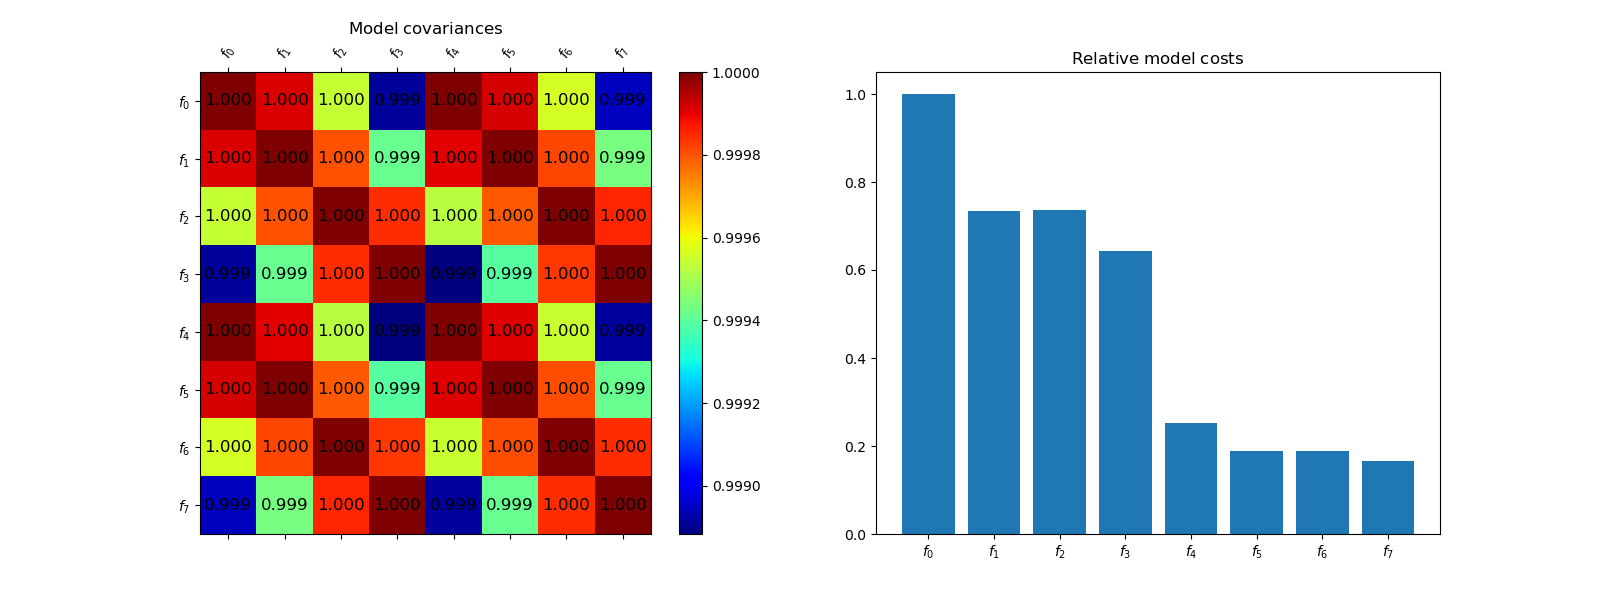 Model covariances
f0 f1 f2 f3 f4 f5 f6 f7
f0 1.000 1.000 1.000 0.999 1.000 1.000 1.000 0.999
f1 1.000 1.000 1.000 0.999 1.000 1.000 1.000 0.999
f2 1.000 1.000 1.000 1.000 1.000 1.000 1.000 1.000
f3 0.999 0.999 1.000 1.000 0.999 0.999 1.000 1.000
f4 1.000 1.000 1.000 0.999 1.000 1.000 1.000 0.999
f5 1.000 1.000 1.000 0.999 1.000 1.000 1.000 0.999
f6 1.000 1.000 1.000 1.000 1.000 1.000 1.000 1.000
f7 0.999 0.999 1.000 1.000 0.999 0.999 1.000 1.000
1.0000
0.9998
0.9996
0.9994
0.9992
0.9990
Relative model costs
1.0
0.8
0.6
0.4
0.2
0.0
f0 f1 f2 f3 f4 f5 f6 f7